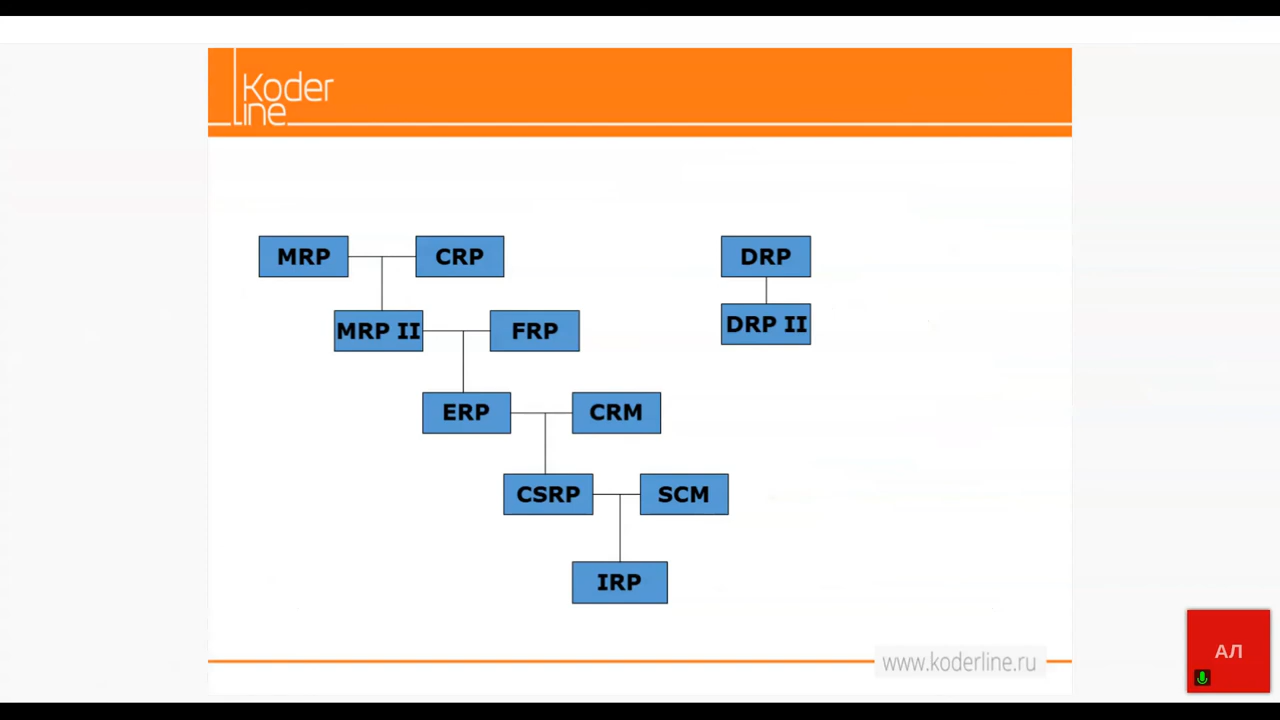 Koder
line
MRP CRP DRP
MRP II FRP DRP II
ERP CRM
CSRP SCM
IRP
www.koderline.ru
АЛ